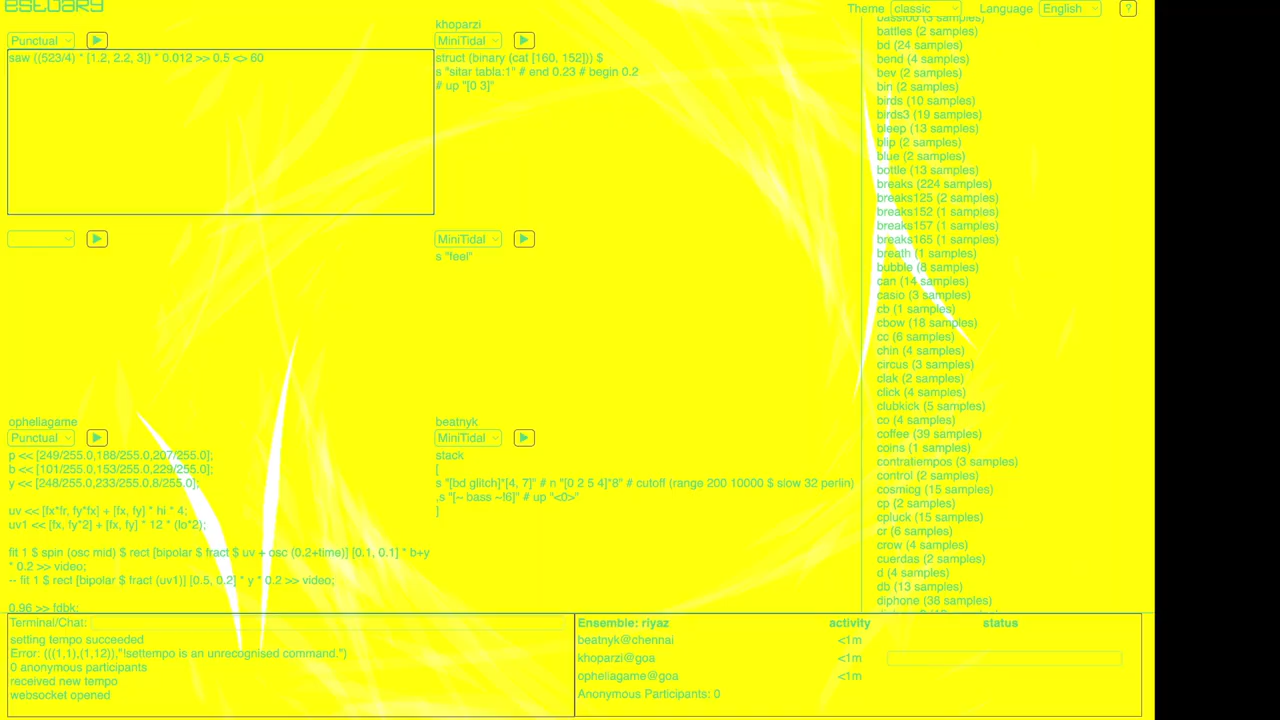 estuary
Theme classic Language English ?
khoparzi
Punctual
saw ((523/4) * [1.2, 2.2, 3]) * 0.012 >> 0.5 <> 60
MiniTidal
struct (binary (cat [160, 152])) $
s "sitar tabla:1" # end 0.23 # begin 0.2
# up "[0 3]"
MiniTidal
s "feel"
opheliagame
Punctual
p << [249/255.0,188/255.0,207/255.0];
b << [101/255.0,153/255.0,229/255.0];
y << [248/255.0,233/255.0.8/255.0];
uv << [fx*fr, fy*fx] + [fx, fy] * hi * 4;
uv1 << [fx, fy*2] + [fx, fy] * 12 * (lo*2);
fit 1 $ spin (osc mid) $ rect [bipolar $ fract $ uv + osc (0.2+time)] [0.1, 0.1] * b+y
* 0.2 >> video;
-- fit 1 $ rect [bipolar $ fract (uv1)] [0.5, 0.2] * y * 0.2 >> video;
0.96 >> fdbk;
beatnyk
MiniTidal
stack
[
s "[bd glitch]*[4, 7]" # n "[0 2 5 4]*8" # cutoff (range 200 10000 $ slow 32 perlin)
,s "[~ bass ~!6]" # up "<0>"
]
bass00 (3 samples)
battles (2 samples)
bd (24 samples)
bend (4 samples)
bev (2 samples)
bin (2 samples)
birds (10 samples)
birds3 (19 samples)
bleep (13 samples)
blip (2 samples)
blue (2 samples)
bottle (13 samples)
breaks (224 samples)
breaks125 (2 samples)
breaks152 (1 samples)
breaks157 (1 samples)
breaks165 (1 samples)
breath (1 samples)
bubble (8 samples)
can (14 samples)
casio (3 samples)
cb (1 samples)
cbow (18 samples)
cc (6 samples)
chin (4 samples)
circus (3 samples)
clak (2 samples)
click (4 samples)
clubkick (5 samples)
co (4 samples)
coffee (39 samples)
coins (1 samples)
contratiempos (3 samples)
control (2 samples)
cosmicg (15 samples)
cp (2 samples)
cpluck (15 samples)
cr (6 samples)
crow (4 samples)
cuerdas (2 samples)
d (4 samples)
db (13 samples)
diphone (38 samples)
Terminal/Chat:
setting tempo succeeded
Error: (((1,1),(1,12)),"!settempo is an unrecognised command.")
0 anonymous participants
received new tempo
websocket opened
Ensemble: riyaz activity status
beatnyk@chennai <1m
khoparzi@goa <1m
opheliagame@goa <1m
Anonymous Participants: 0